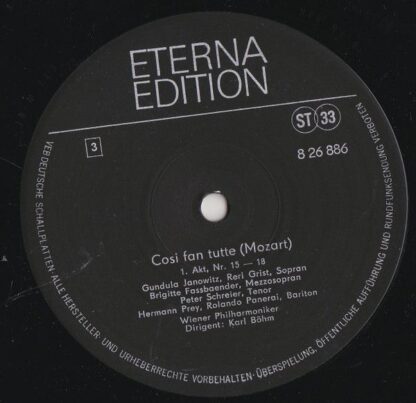 ETERNA
EDITION
ST 33
3
8 26 886
Cosi fan tutte (Mozart)
1. Akt, Nr. 15 — 18
Gundula Janowitz, Reri Grist, Sopran
Brigitte Fassbaender, Mezzosopran
Peter Schreier, Tenor
Hermann Prey, Rolando Panerai, Bariton
Wiener Philharmoniker
Dirigent: Karl Böhm
VEB DEUTSCHE SCHALLPLATTEN·ALLE HERSTELLER- UND URHEBERRECHTE VORBEHALTEN·ÜBERSPIELUNG, ÖFFENTLICHE AUFFÜHRUNG UND RUNDFUNKSENDUNG VERBOTEN